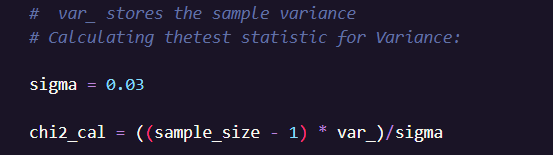 #  var_ stores the sample variance
# Calculating thetest statistic for Variance:
sigma = 0.03
chi2_cal = ((sample_size - 1) * var_)/sigma